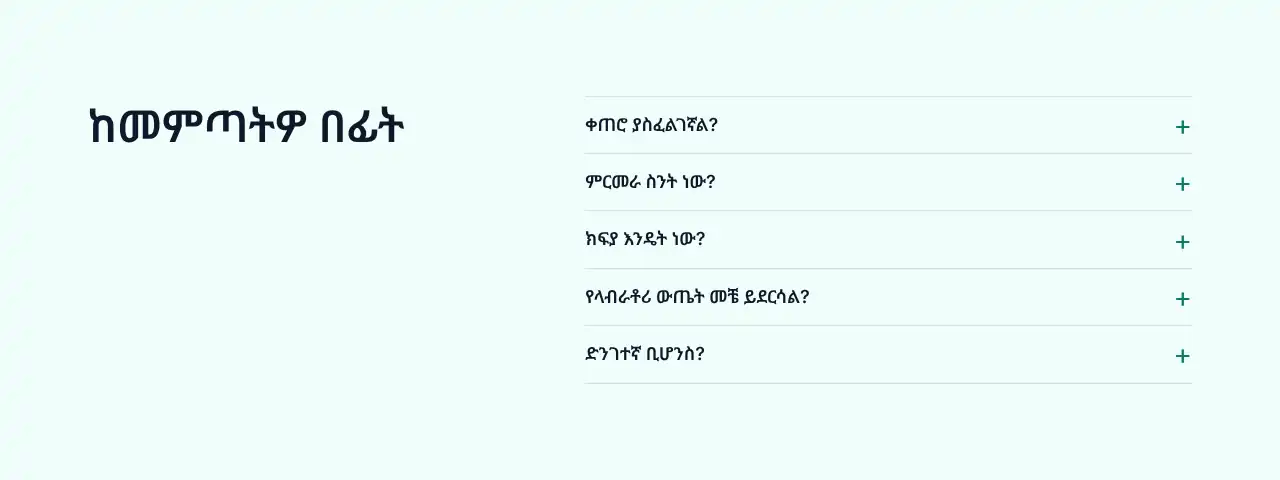 ከመምጣትዎ በፊት
ቀጠሮ ያስፈልገኛል?
ምርመራ ስንት ነው?
ክፍያ እንዴት ነው?
የላብራቶሪ ውጤት መቼ ይደርሳል?
ድንገተኛ ቢሆንስ?